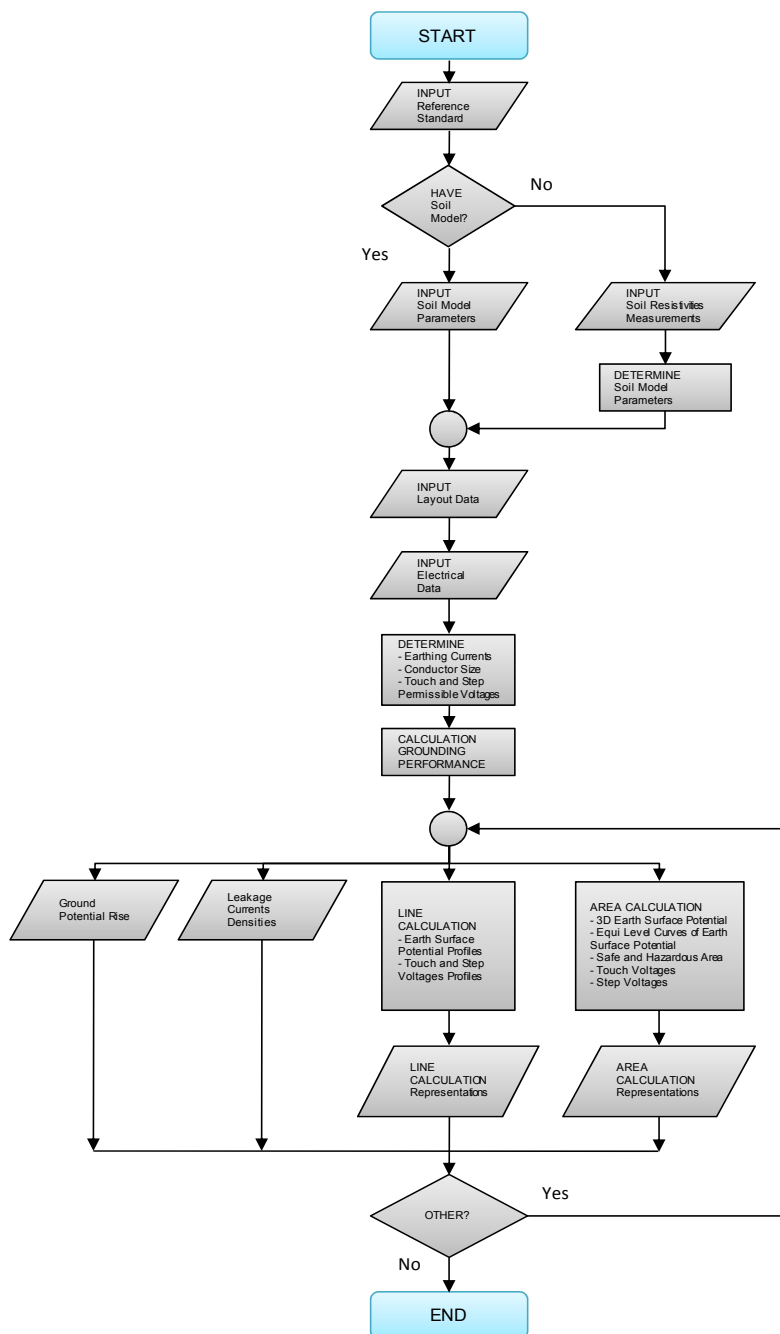 START
INPUT
Reference
Standard
HAVE
Soil
Model?
No
Yes
INPUT
Soil Model
Parameters
INPUT
Soil Resistivities
Measurements
DETERMINE
Soil Model
Parameters
INPUT
Layout Data
INPUT
Electrical
Data
DETERMINE
- Earthing Currents
- Conductor Size
- Touch and Step
Permissible Voltages
CALCULATION
GROUNDING
PERFORMANCE
Ground
Potential Rise
Leakage
Currents
Densities
LINE
CALCULATION
- Earth Surface
Potential Profiles
- Touch and Step
Voltages Profiles
AREA CALCULATION
- 3D Earth Surface Potential
- Equi Level Curves of Earth
Surface Potential
- Safe and Hazardous Area
- Touch Voltages
- Step Voltages
LINE
CALCULATION
Representations
AREA
CALCULATION
Representations
OTHER?
Yes
No
END